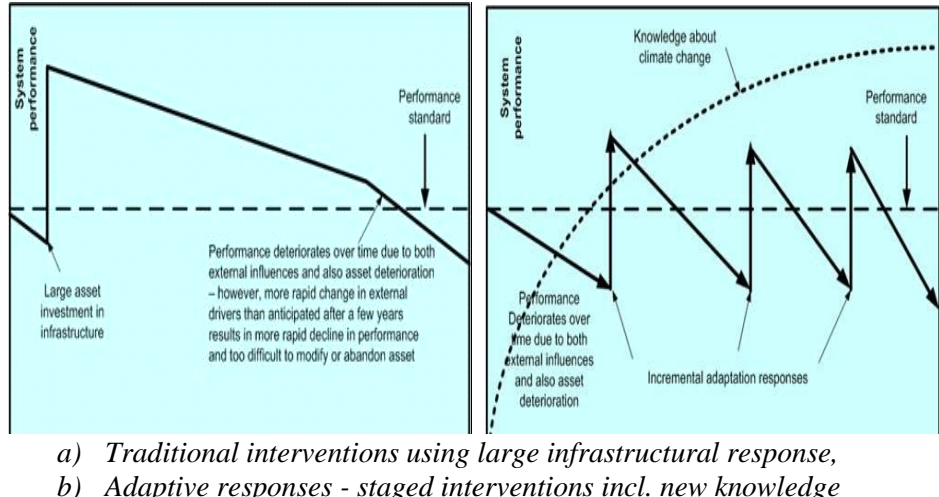 System
performance
Performance
standard
Large asset
investment in
infrastructure
Performance deteriorates over time due to both
external influences and also asset deterioration
– however, more rapid change in external
drivers than anticipated after a few years
results in more rapid decline in performance
and too difficult to modify or abandon asset
System
performance
Knowledge about
climate change
Performance
standard
Performance
Deteriorates over
time due to both
external influences
and also asset
deterioration
Incremental adaptation responses
a) Traditional interventions using large infrastructural response,
b) Adaptive responses - staged interventions incl. new knowledge